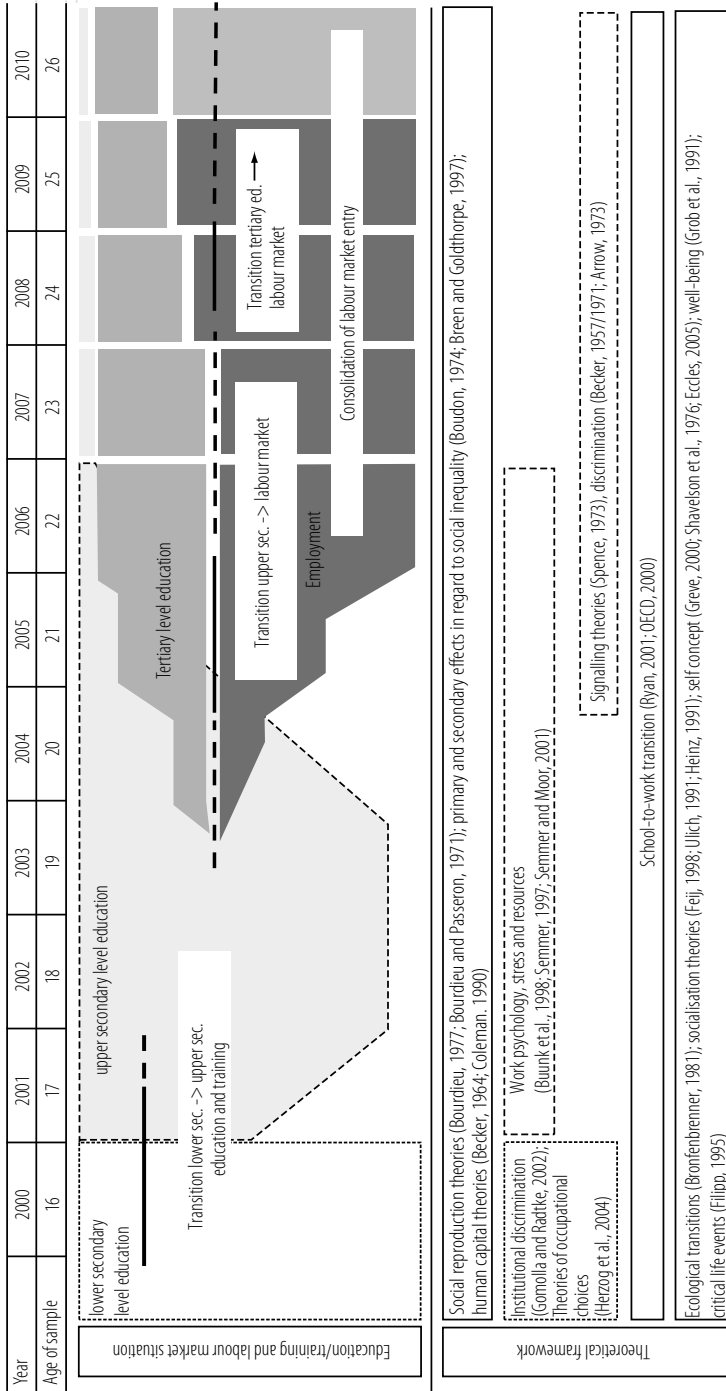 Year 2000 2001 2002 2003 2004 2005 2006 2007 2008 2009 2010
Age of sample 16 17 18 19 20 21 22 23 24 25 26
Education/training and labour market situation
lower secondary
level education
upper secondary level education
Transition lower sec. –> upper sec.
education and training
Tertiary level education
Transition upper sec. –> labour market
Employment
Transition tertiary ed.
labour market
Consolidation of labour market entry
Theoretical framework
Social reproduction theories (Bourdieu, 1977; Bourdieu and Passeron, 1971); primary and secondary effects in regard to social inequality (Boudon, 1974; Breen and Goldthorpe, 1997);
human capital theories (Becker, 1964; Coleman. 1990)
Institutional discrimination
(Gomolla and Radtke, 2002);
Theories of occupational
choices
(Herzog et al., 2004)
Work psychology, stress and resources
(Buunk et al., 1998; Semmer, 1997; Semmer and Moor, 2001)
Signalling theories (Spence, 1973), discrimination (Becker, 1957/1971; Arrow, 1973)
School-to-work transition (Ryan, 2001; OECD, 2000)
Ecological transitions (Bronfenbrenner, 1981); socialisation theories (Feij, 1998; Ulich, 1991; Heinz, 1991); self concept (Greve, 2000; Shavelson et al., 1976; Eccles, 2005); well-being (Grob et al., 1991);
critical life events (Filipp, 1995)